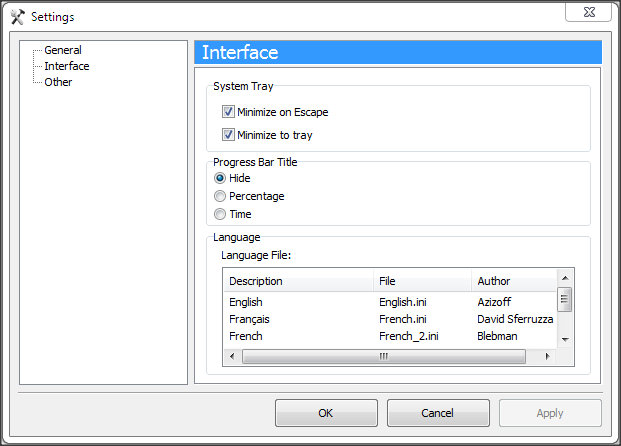 Settings
General
Interface
Other
Interface
System Tray
Minimize on Escape
Minimize to tray
Progress Bar Title
Hide
Percentage
Time
Language
Language File:
Description File Author
English English.ini Azizoff
Français French.ini David Sferruzza
French French_2.ini Blebman
OK Cancel Apply